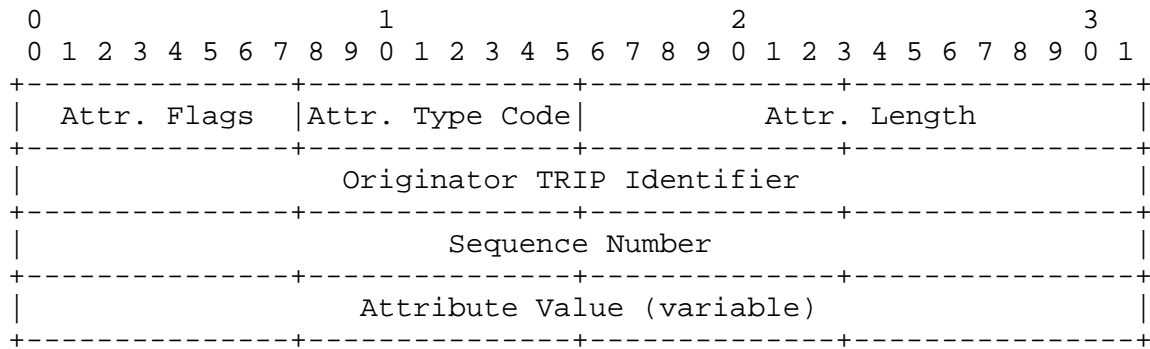 0                   1                   2                   3
0 1 2 3 4 5 6 7 8 9 0 1 2 3 4 5 6 7 8 9 0 1 2 3 4 5 6 7 8 9 0 1
+---------------+---------------+--------------+----------------+
|  Attr. Flags  |Attr. Type Code|          Attr. Length         |
+---------------+---------------+--------------+----------------+
|                  Originator TRIP Identifier                   |
+---------------+---------------+--------------+----------------+
|                        Sequence Number                        |
+---------------+---------------+--------------+----------------+
|                   Attribute Value (variable)                  |
+---------------+---------------+--------------+----------------+